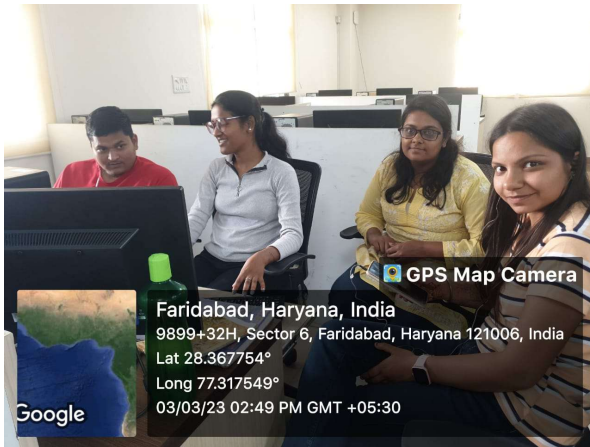 GPS Map Camera
Faridabad, Haryana, India
9899+32H, Sector 6, Faridabad, Haryana 121006, India
Lat 28.367754°
Long 77.317549°
03/03/23 02:49 PM GMT +05:30
Google